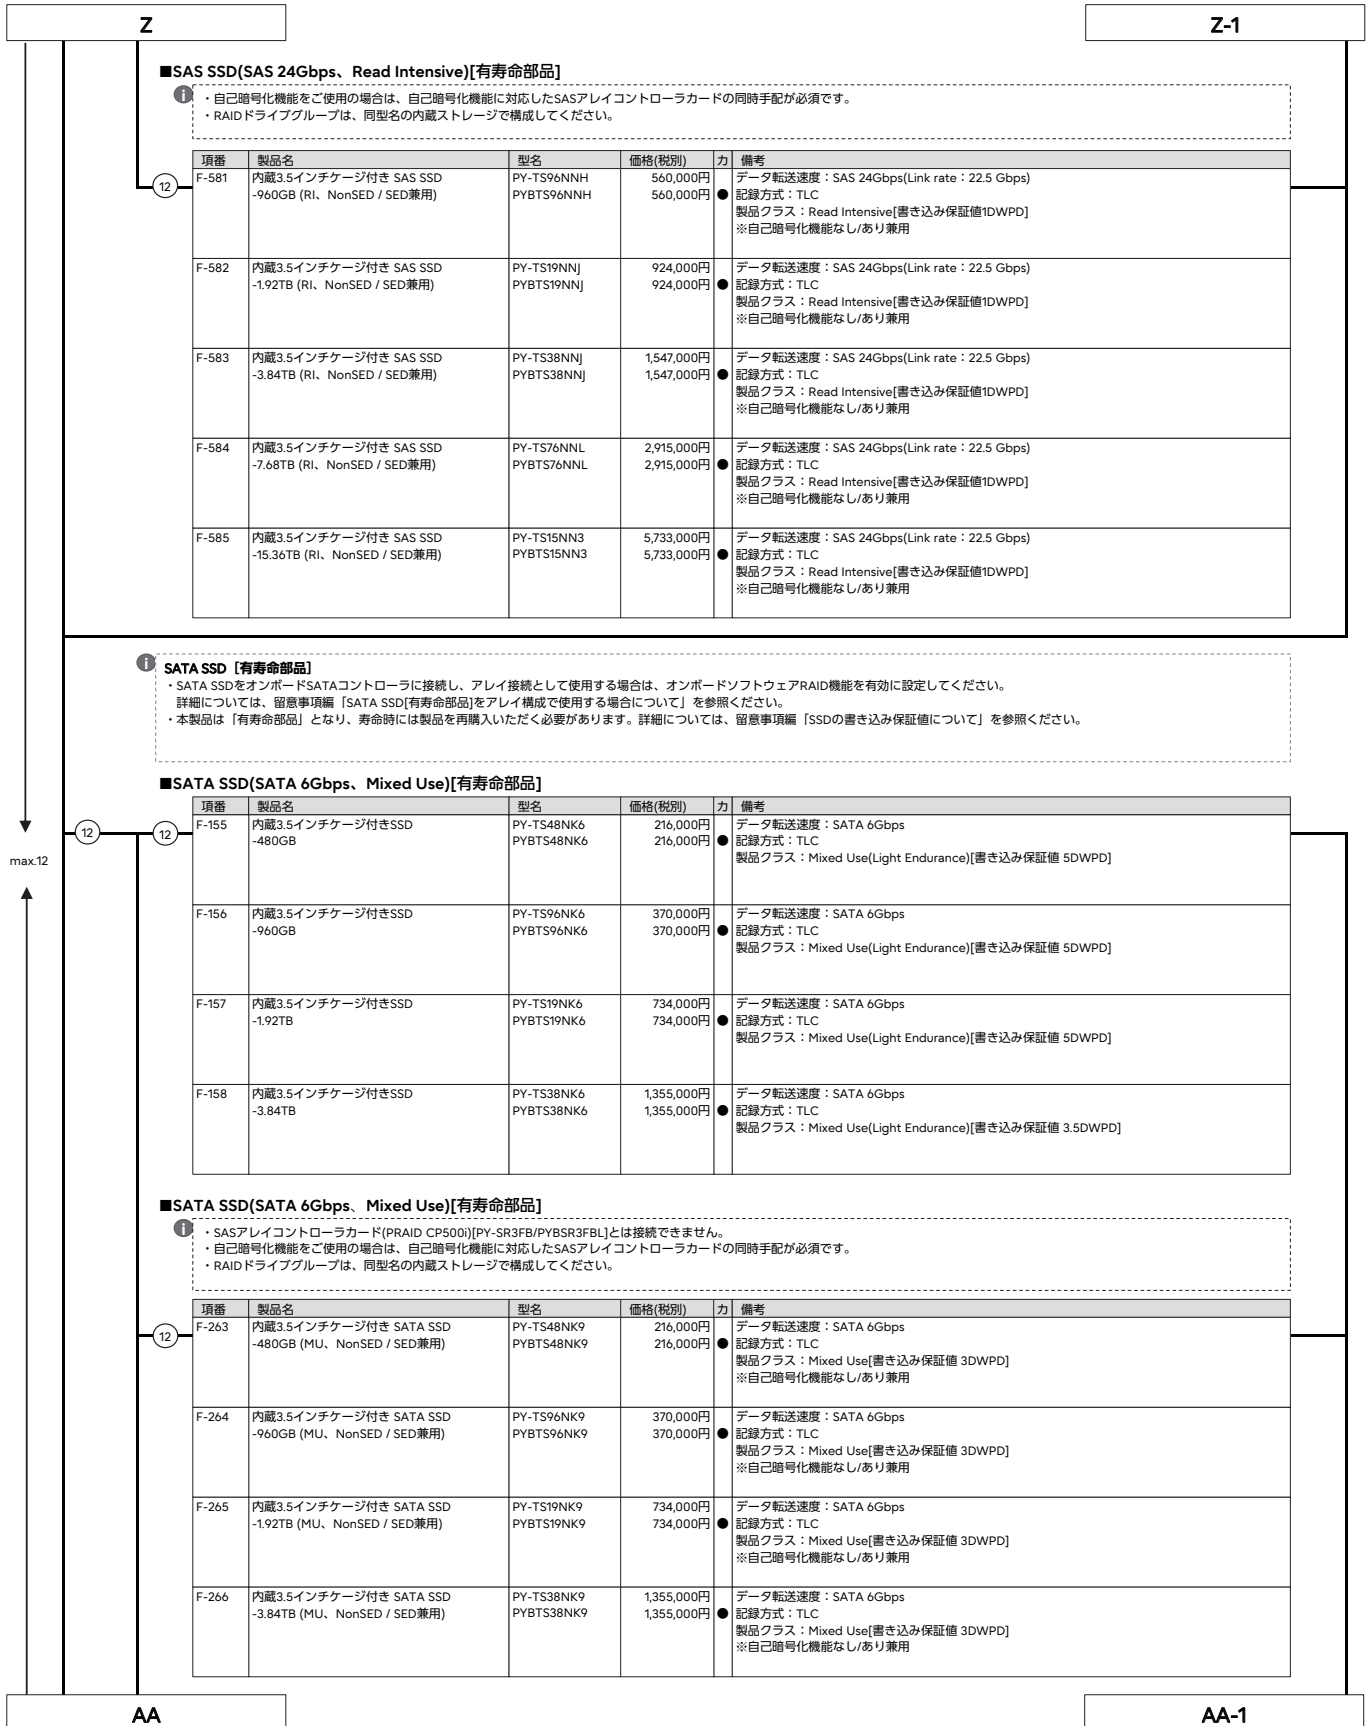 Z
Z-1
■SAS SSD(SAS 24Gbps、Read Intensive)[有寿命部品]
・自己暗号化機能をご使用の場合は、自己暗号化機能に対応したSASアレイコントローラカードの同時手配が必須です。
・RAIDドライブグループは、同型名の内蔵ストレージで構成してください。
項番 製品名 型名 価格(税別) カ 備考
12
F-581 内蔵3.5インチケージ付き SAS SSD PY-TS96NNH 560,000円 データ転送速度：SAS 24Gbps(Link rate：22.5 Gbps)
-960GB (RI、NonSED / SED兼用) PYBTS96NNH 560,000円 ● 記録方式：TLC
製品クラス：Read Intensive[書き込み保証値1DWPD]
※自己暗号化機能なし/あり兼用
F-582 内蔵3.5インチケージ付き SAS SSD PY-TS19NNJ 924,000円 データ転送速度：SAS 24Gbps(Link rate：22.5 Gbps)
-1.92TB (RI、NonSED / SED兼用) PYBTS19NNJ 924,000円 ● 記録方式：TLC
製品クラス：Read Intensive[書き込み保証値1DWPD]
※自己暗号化機能なし/あり兼用
F-583 内蔵3.5インチケージ付き SAS SSD PY-TS38NNJ 1,547,000円 データ転送速度：SAS 24Gbps(Link rate：22.5 Gbps)
-3.84TB (RI、NonSED / SED兼用) PYBTS38NNJ 1,547,000円 ● 記録方式：TLC
製品クラス：Read Intensive[書き込み保証値1DWPD]
※自己暗号化機能なし/あり兼用
F-584 内蔵3.5インチケージ付き SAS SSD PY-TS76NNL 2,915,000円 データ転送速度：SAS 24Gbps(Link rate：22.5 Gbps)
-7.68TB (RI、NonSED / SED兼用) PYBTS76NNL 2,915,000円 ● 記録方式：TLC
製品クラス：Read Intensive[書き込み保証値1DWPD]
※自己暗号化機能なし/あり兼用
F-585 内蔵3.5インチケージ付き SAS SSD PY-TS15NN3 5,733,000円 データ転送速度：SAS 24Gbps(Link rate：22.5 Gbps)
-15.36TB (RI、NonSED / SED兼用) PYBTS15NN3 5,733,000円 ● 記録方式：TLC
製品クラス：Read Intensive[書き込み保証値1DWPD]
※自己暗号化機能なし/あり兼用
SATA SSD［有寿命部品］
・SATA SSDをオンボードSATAコントローラに接続し、アレイ接続として使用する場合は、オンボードソフトウェアRAID機能を有効に設定してください。
詳細については、留意事項編「SATA SSD[有寿命部品]をアレイ構成で使用する場合について」を参照ください。
・本製品は「有寿命部品」となり、寿命時には製品を再購入いただく必要があります。詳細については、留意事項編「SSDの書き込み保証値について」を参照ください。
■SATA SSD(SATA 6Gbps、Mixed Use)[有寿命部品]
項番 製品名 型名 価格(税別) カ 備考
12 12
max.12
F-155 内蔵3.5インチケージ付きSSD PY-TS48NK6 216,000円 データ転送速度：SATA 6Gbps
-480GB PYBTS48NK6 216,000円 ● 記録方式：TLC
製品クラス：Mixed Use(Light Endurance)[書き込み保証値 5DWPD]
F-156 内蔵3.5インチケージ付きSSD PY-TS96NK6 370,000円 データ転送速度：SATA 6Gbps
-960GB PYBTS96NK6 370,000円 ● 記録方式：TLC
製品クラス：Mixed Use(Light Endurance)[書き込み保証値 5DWPD]
F-157 内蔵3.5インチケージ付きSSD PY-TS19NK6 734,000円 データ転送速度：SATA 6Gbps
-1.92TB PYBTS19NK6 734,000円 ● 記録方式：TLC
製品クラス：Mixed Use(Light Endurance)[書き込み保証値 5DWPD]
F-158 内蔵3.5インチケージ付きSSD PY-TS38NK6 1,355,000円 データ転送速度：SATA 6Gbps
-3.84TB PYBTS38NK6 1,355,000円 ● 記録方式：TLC
製品クラス：Mixed Use(Light Endurance)[書き込み保証値 3.5DWPD]
■SATA SSD(SATA 6Gbps、Mixed Use)[有寿命部品]
・SASアレイコントローラカード(PRAID CP500i)[PY-SR3FB/PYBSR3FBL]とは接続できません。
・自己暗号化機能をご使用の場合は、自己暗号化機能に対応したSASアレイコントローラカードの同時手配が必須です。
・RAIDドライブグループは、同型名の内蔵ストレージで構成してください。
項番 製品名 型名 価格(税別) カ 備考
12
F-263 内蔵3.5インチケージ付き SATA SSD PY-TS48NK9 216,000円 データ転送速度：SATA 6Gbps
-480GB (MU、NonSED / SED兼用) PYBTS48NK9 216,000円 ● 記録方式：TLC
製品クラス：Mixed Use[書き込み保証値 3DWPD]
※自己暗号化機能なし/あり兼用
F-264 内蔵3.5インチケージ付き SATA SSD PY-TS96NK9 370,000円 データ転送速度：SATA 6Gbps
-960GB (MU、NonSED / SED兼用) PYBTS96NK9 370,000円 ● 記録方式：TLC
製品クラス：Mixed Use[書き込み保証値 3DWPD]
※自己暗号化機能なし/あり兼用
F-265 内蔵3.5インチケージ付き SATA SSD PY-TS19NK9 734,000円 データ転送速度：SATA 6Gbps
-1.92TB (MU、NonSED / SED兼用) PYBTS19NK9 734,000円 ● 記録方式：TLC
製品クラス：Mixed Use[書き込み保証値 3DWPD]
※自己暗号化機能なし/あり兼用
F-266 内蔵3.5インチケージ付き SATA SSD PY-TS38NK9 1,355,000円 データ転送速度：SATA 6Gbps
-3.84TB (MU、NonSED / SED兼用) PYBTS38NK9 1,355,000円 ● 記録方式：TLC
製品クラス：Mixed Use[書き込み保証値 3DWPD]
※自己暗号化機能なし/あり兼用
AA
AA-1